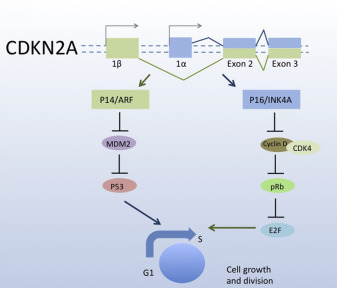 CDKN2A
1β
1α
Exon 2
Exon 3
P14/ARF
P16/INK4A
MDM2
Cyclin D
CDK4
P53
pRb
E2F
S
G1
Cell growth
and division